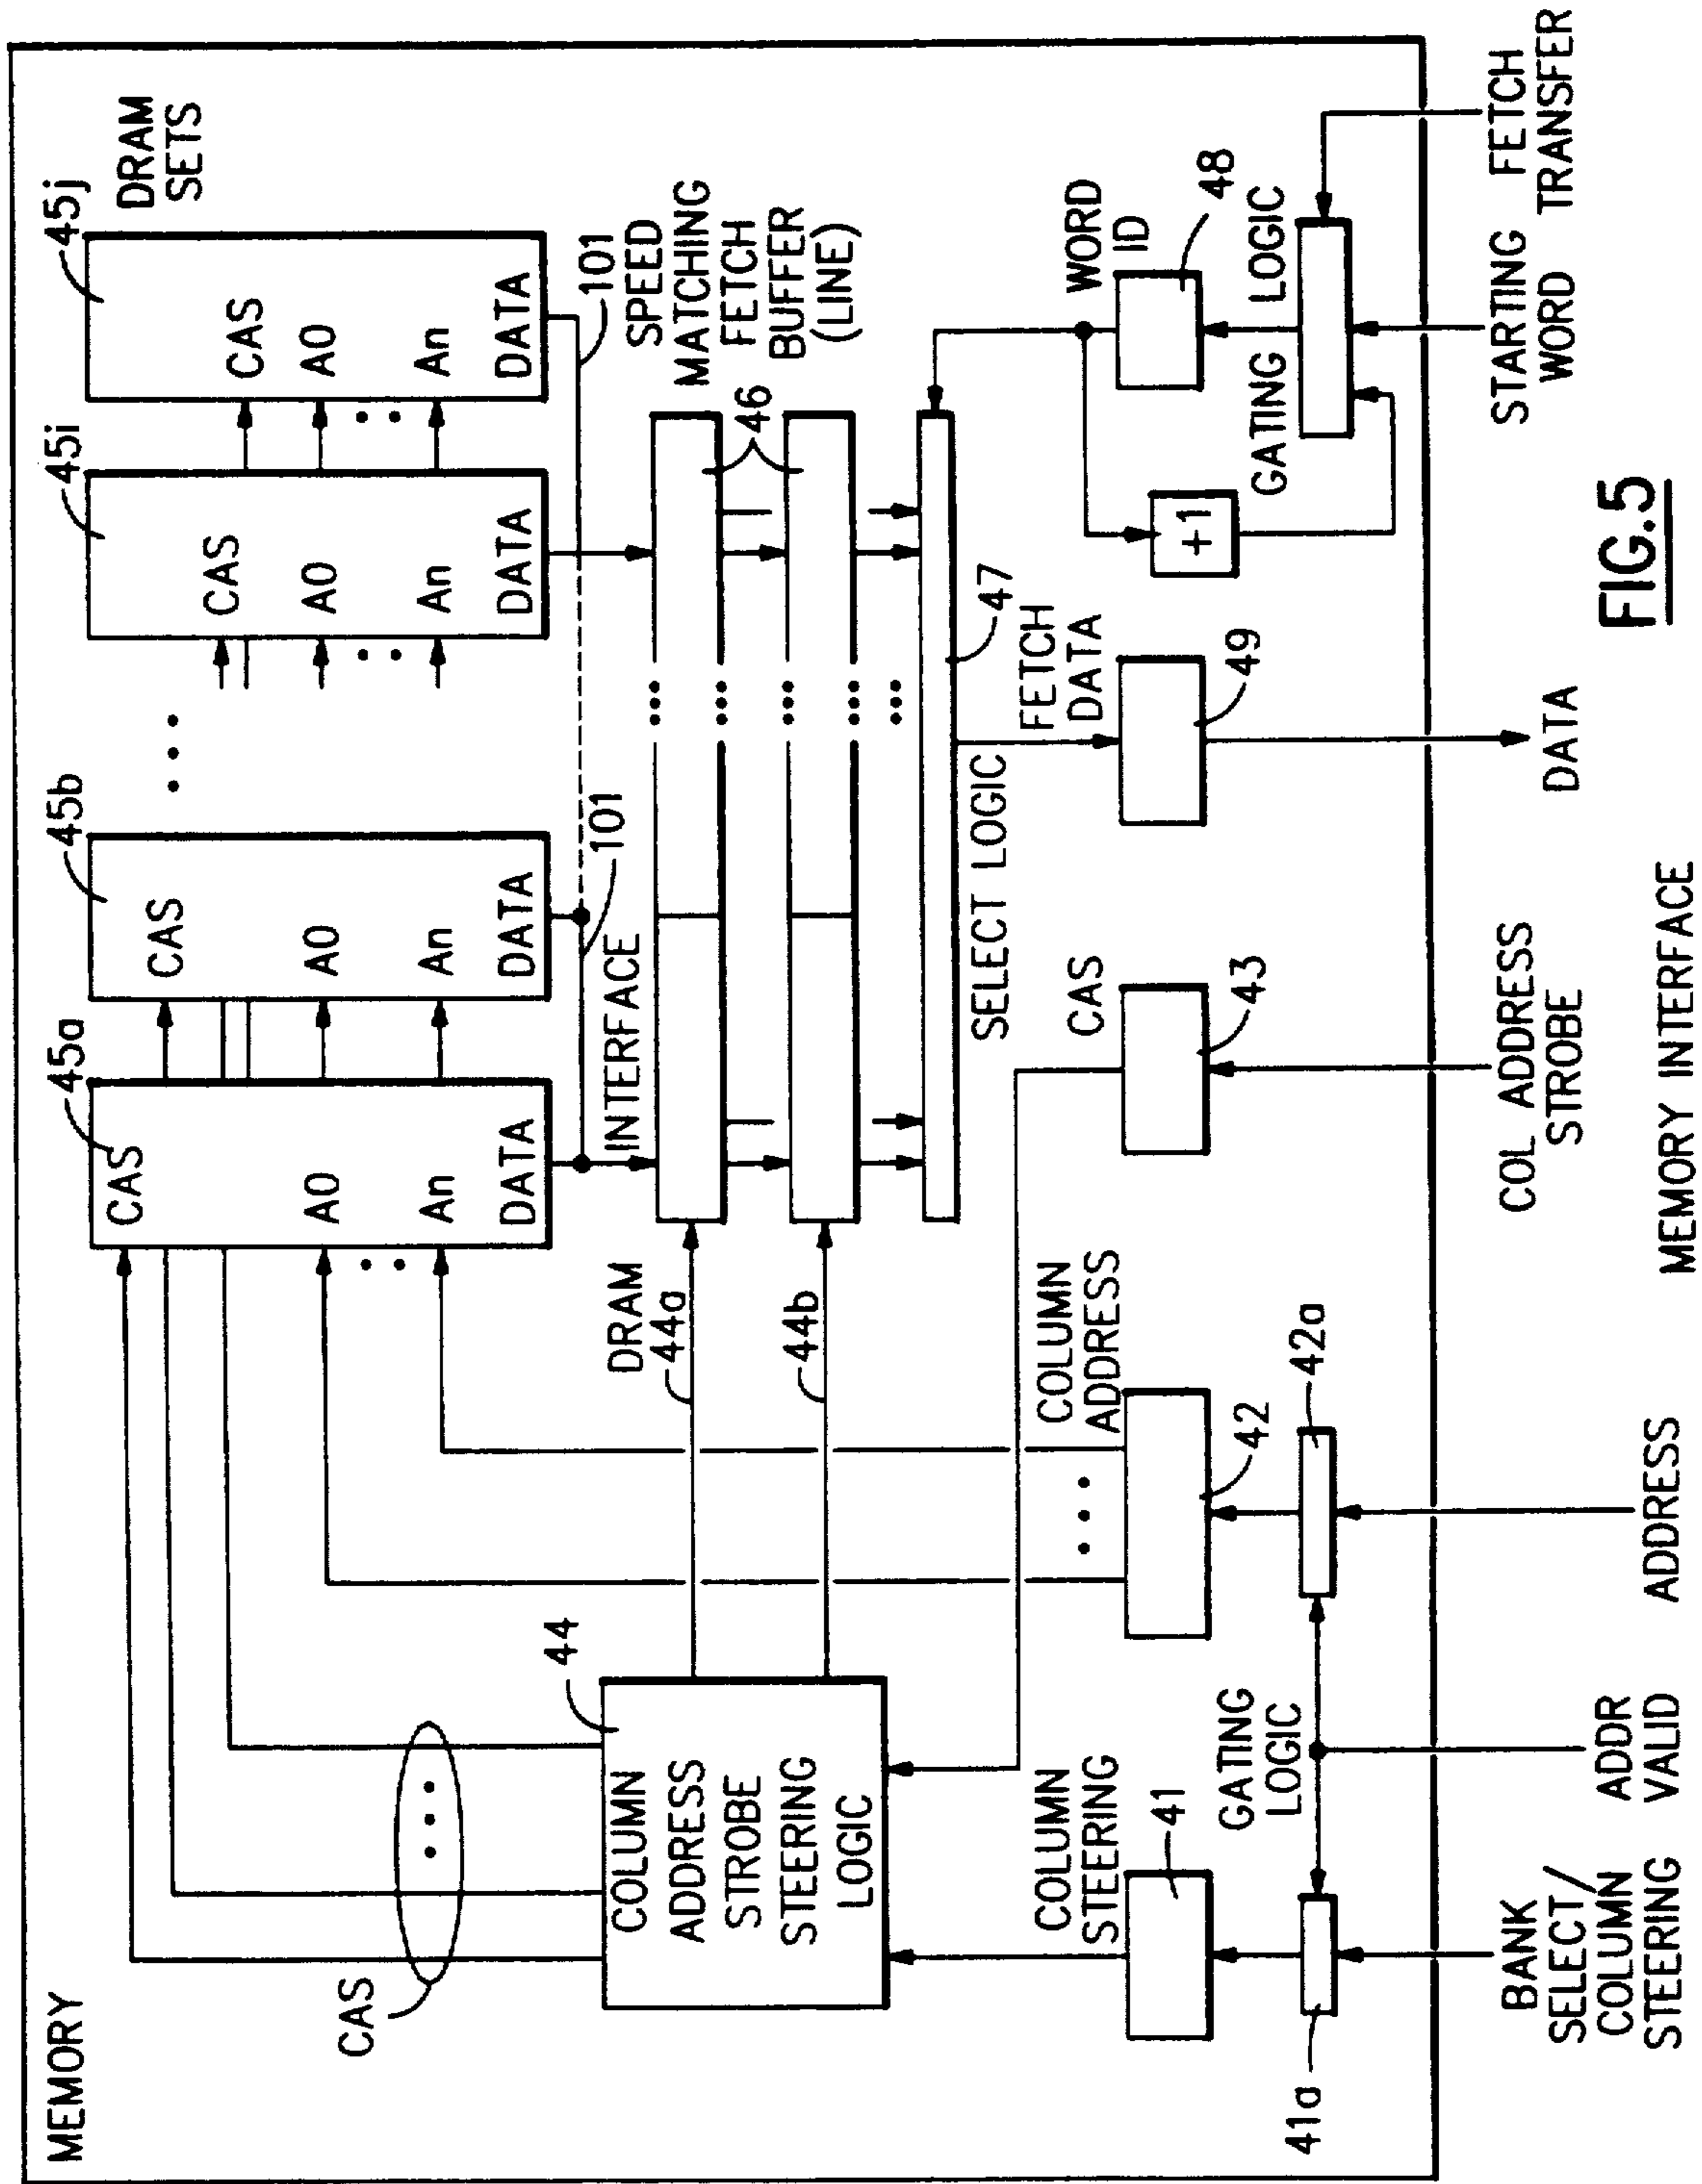 MEMORY
CAS
45a
45b
45i
45j
DRAM
SETS
CAS
A0
An
DATA
CAS
A0
An
DATA
CAS
A0
An
DATA
CAS
A0
An
DATA
101
101
INTERFACE
DRAM
44a
44b
46
SPEED
MATCHING
FETCH
BUFFER
(LINE)
44
COLUMN
ADDRESS
STROBE
STEERING
LOGIC
SELECT LOGIC
47
COLUMN
STEERING
41
COLUMN
ADDRESS
42
CAS
43
FETCH
DATA
49
WORD
ID
48
+1
GATING LOGIC
GATING
LOGIC
41a
42a
BANK
SELECT/
COLUMN
STEERING
ADDR
VALID
ADDRESS
COL ADDRESS
STROBE
DATA
STARTING
WORD
FETCH
TRANSFER
MEMORY INTERFACE
FIG.5